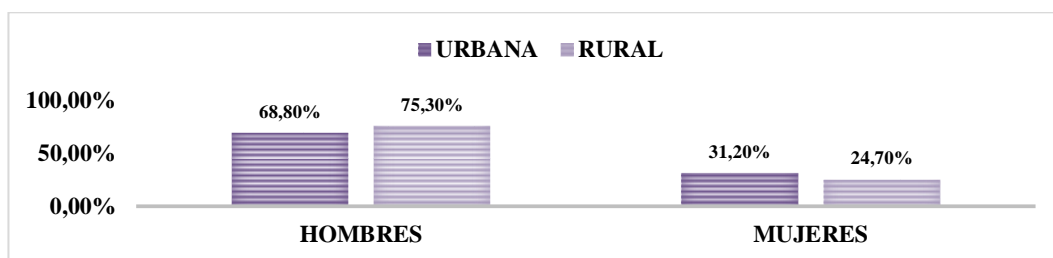 URBANA RURAL
100,00%
50,00%
0,00%
68,80% 75,30%
31,20% 24,70%
HOMBRES MUJERES